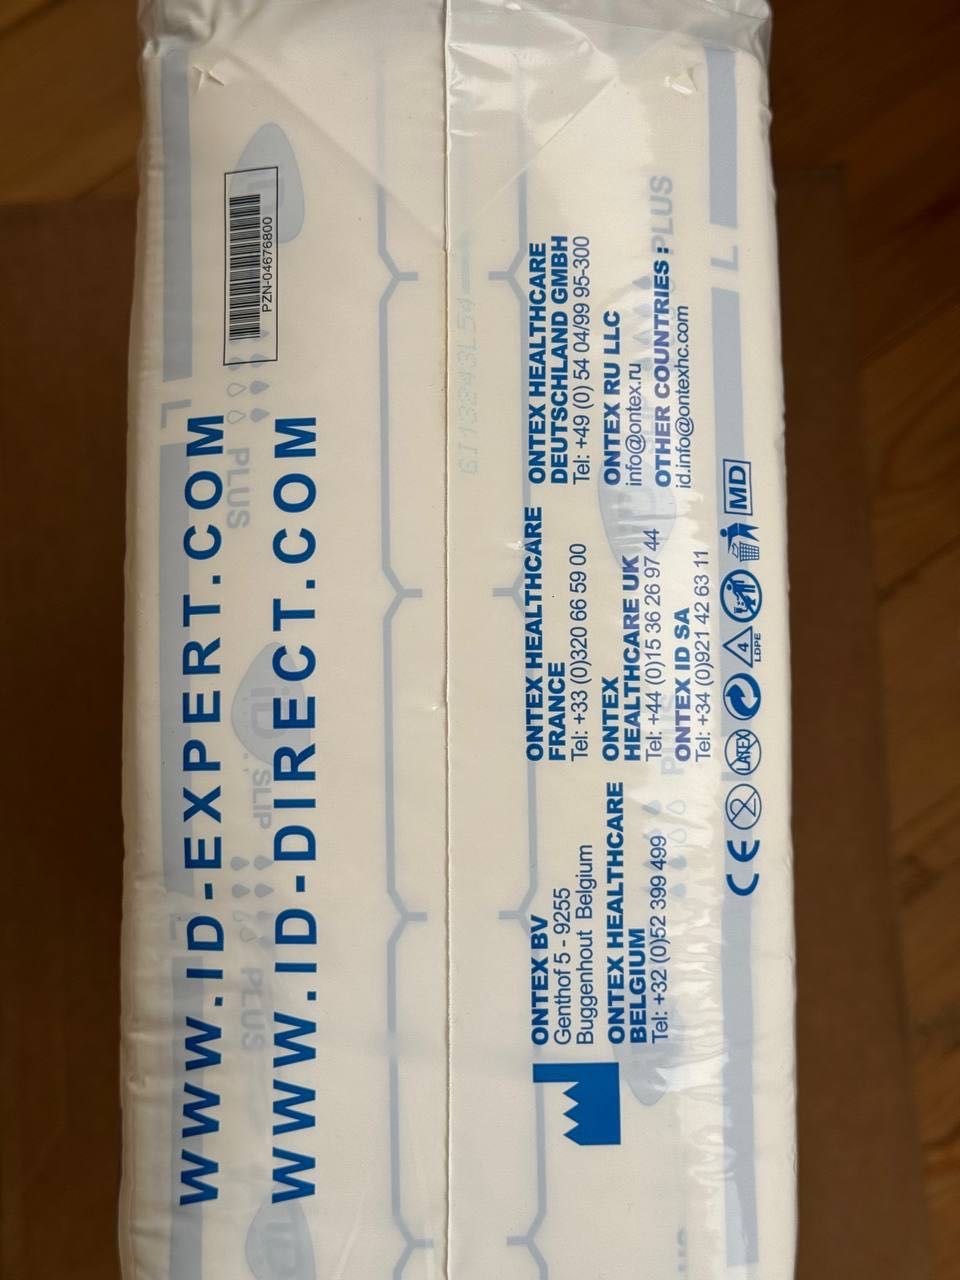 WWW.ID-EXPERT.COM
WWW.ID-DIRECT.COM
PZN-04676800
ONTEX BV
Genthof 5 - 9255
Buggenhout Belgium
ONTEX HEALTHCARE
BELGIUM
Tel: +32 (0)52 399 499
ONTEX HEALTHCARE
FRANCE
Tel: +33 (0)320 66 59 00
ONTEX
HEALTHCARE UK
Tel: +44 (0)15 36 26 97 44
ONTEX ID SA
Tel: +34 (0)921 42 63 11
ONTEX HEALTHCARE
DEUTSCHLAND GMBH
Tel: +49 (0) 54 04/99 95-300
ONTEX RU LLC
info@ontex.ru
OTHER COUNTRIES :
id.info@ontexhc.com
CE
2
LATEX
4
LDPE
MD
L
PLUS
iD
SLIP
L
PLUS
PLUS
L
PLUS